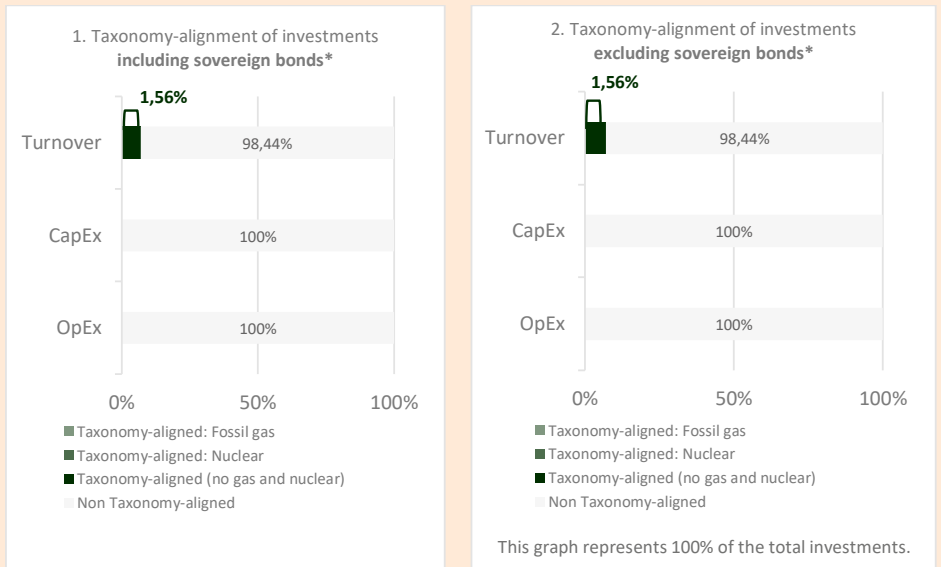 1. Taxonomy-alignment of investments
including sovereign bonds*
1,56%
Turnover
98,44%
CapEx
100%
OpEx
100%
0%
50%
100%
Taxonomy-aligned: Fossil gas
Taxonomy-aligned: Nuclear
Taxonomy-aligned (no gas and nuclear)
Non Taxonomy-aligned
2. Taxonomy-alignment of investments
excluding sovereign bonds*
1,56%
Turnover
98,44%
CapEx
100%
OpEx
100%
0%
50%
100%
Taxonomy-aligned: Fossil gas
Taxonomy-aligned: Nuclear
Taxonomy-aligned (no gas and nuclear)
Non Taxonomy-aligned
This graph represents 100% of the total investments.